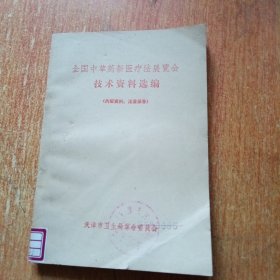 全国中草药新医疗法展览会
技术资料选编
(内部资料，注意保存)
天津市卫生局革命委员会